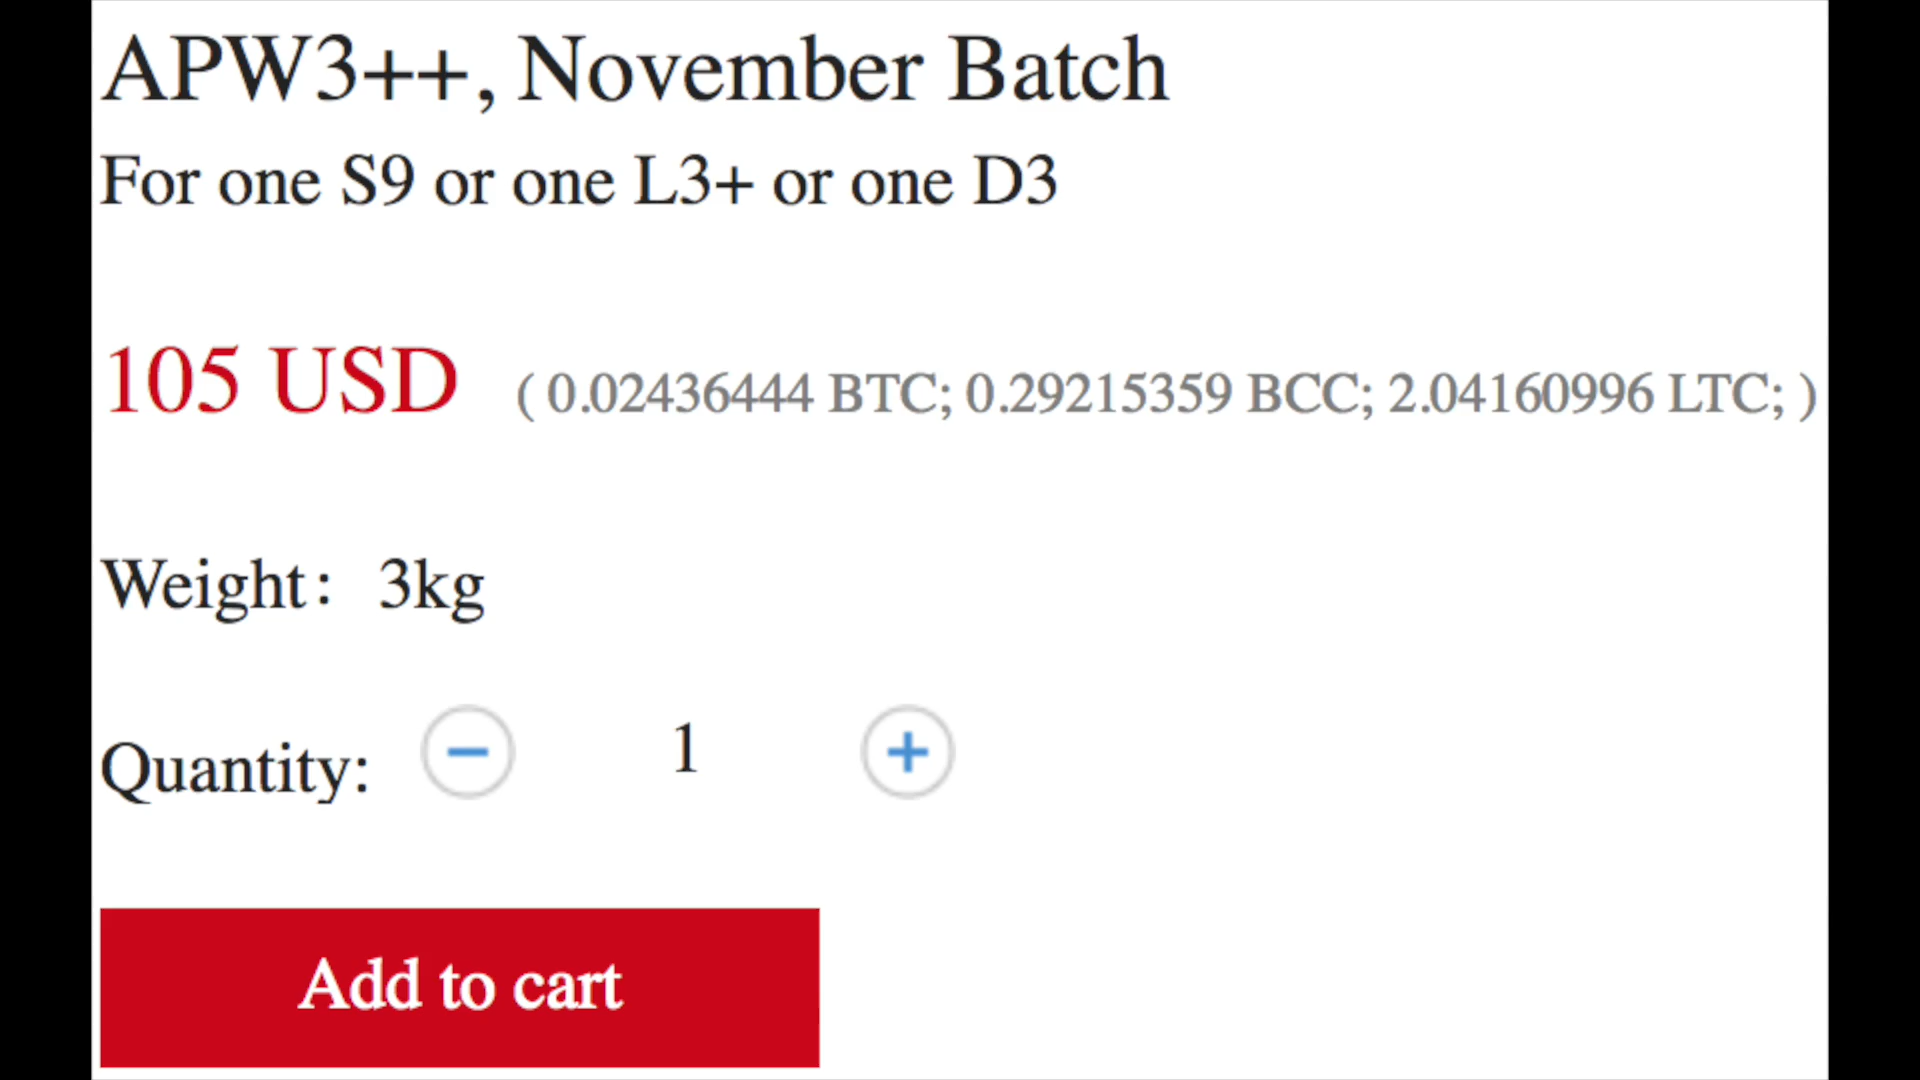 APW3++, November Batch
For one S9 or one L3+ or one D3
105 USD ( 0.02436444 BTC; 0.29215359 BCC; 2.04160996 LTC; )
Weight: 3kg
Quantity: − 1 +
Add to cart